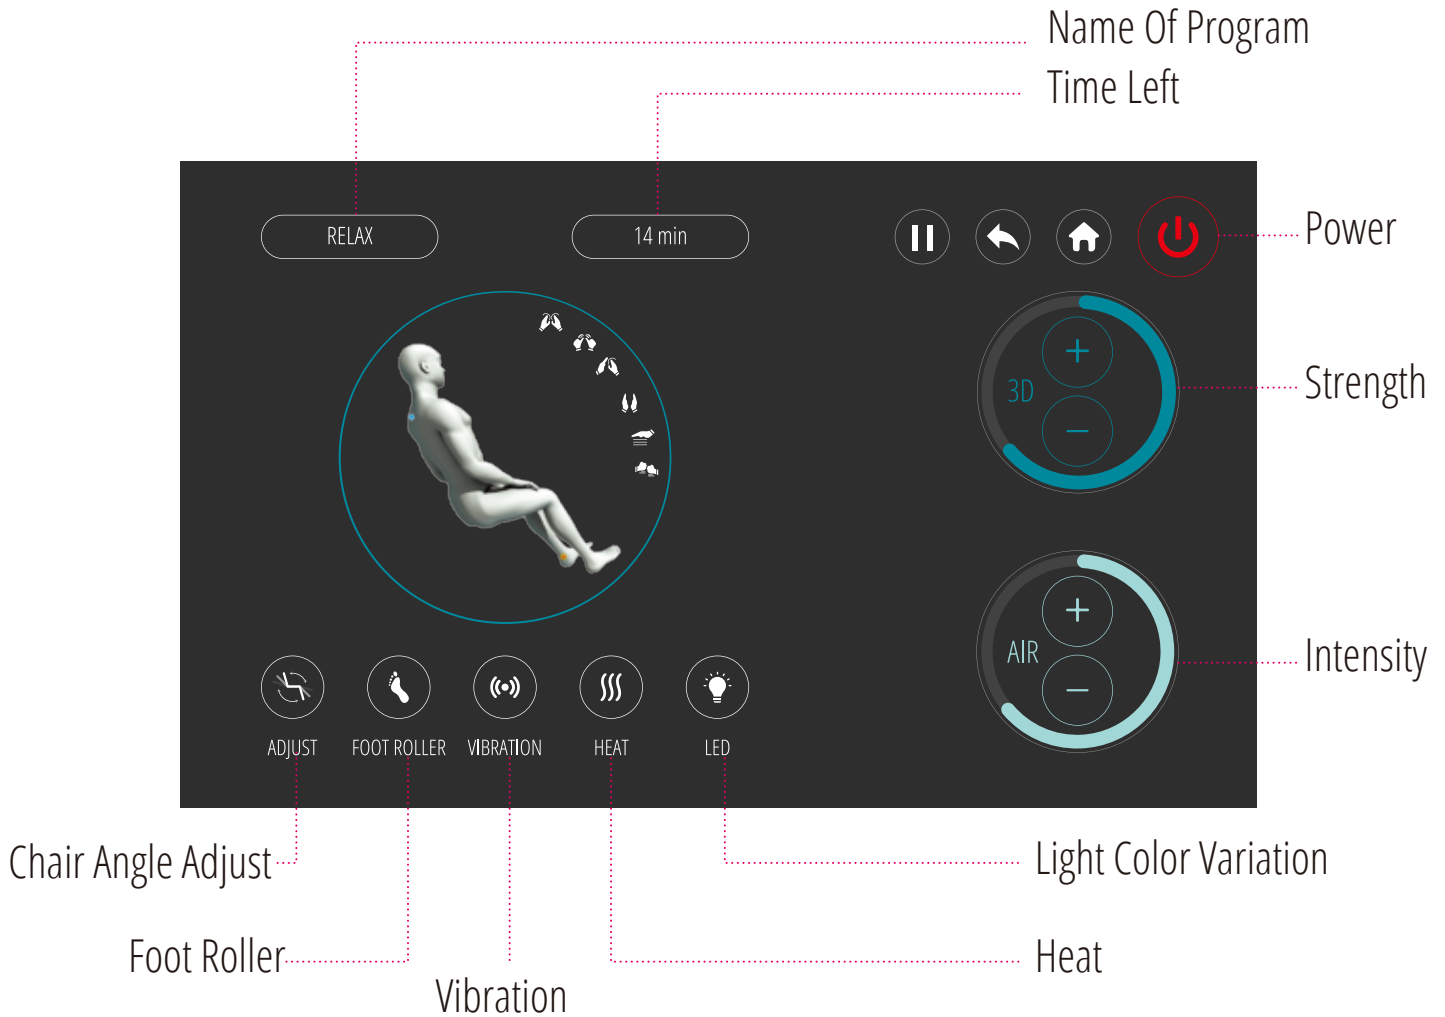 Name Of Program
Time Left
RELAX
14 min
Power
3D
Strength
AIR
Intensity
ADJUST
FOOT ROLLER
VIBRATION
HEAT
LED
Chair Angle Adjust
Light Color Variation
Foot Roller
Heat
Vibration